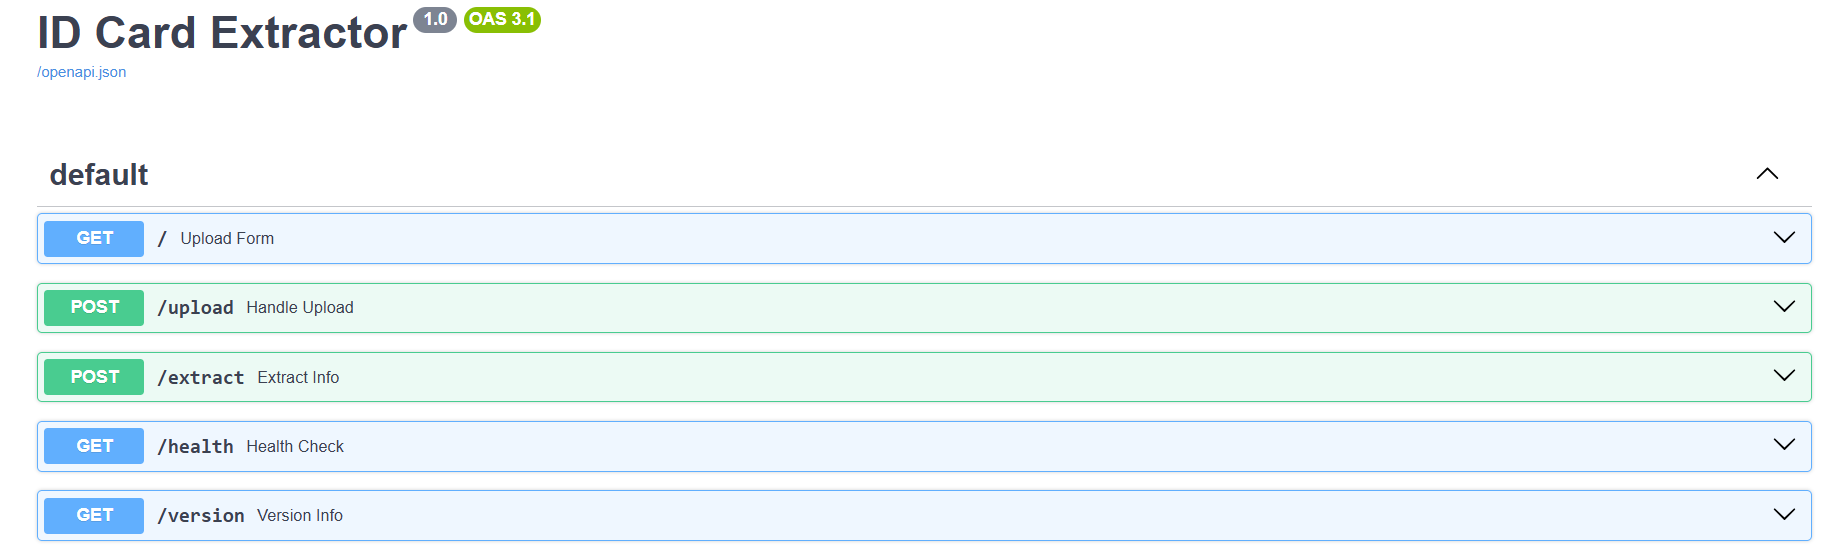 ID Card Extractor 1.0 OAS 3.1
/openapi.json
default
GET / Upload Form
POST /upload Handle Upload
POST /extract Extract Info
GET /health Health Check
GET /version Version Info